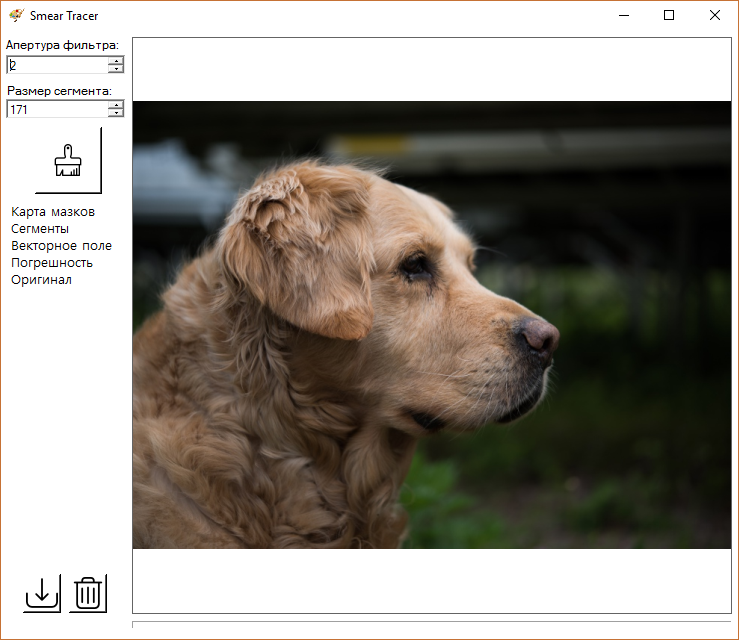 Smear Tracer
Апертура фильтра:
2
Размер сегмента:
171
Карта мазков
Сегменты
Векторное поле
Погрешность
Оригинал